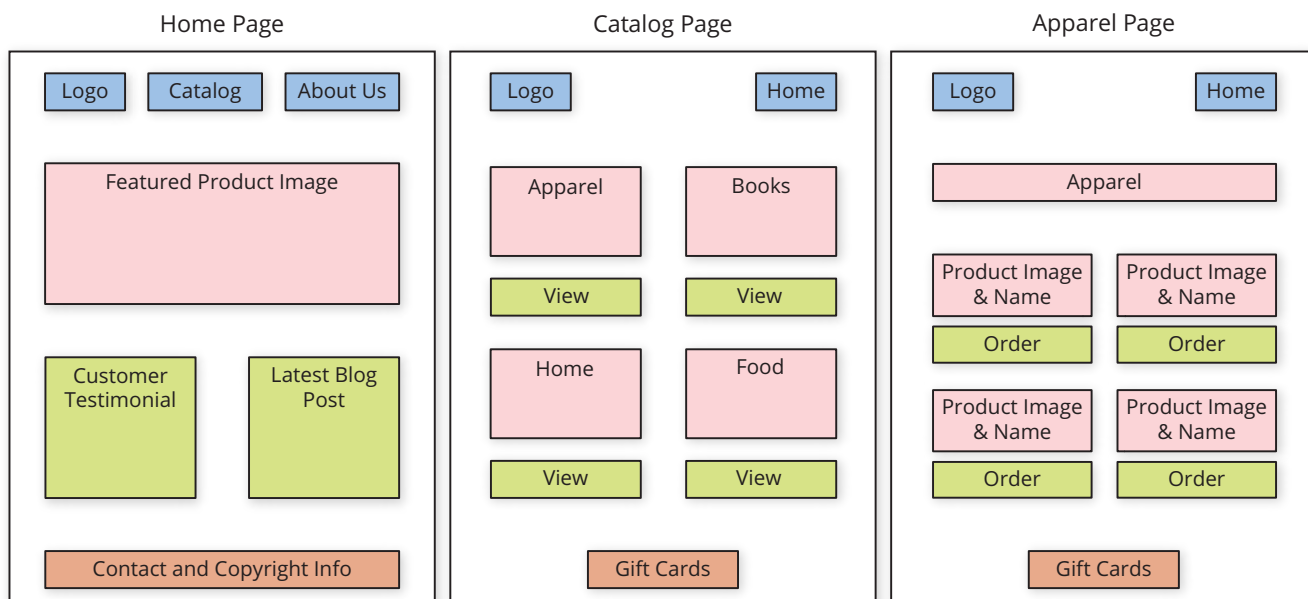 Home Page
Logo
Catalog
About Us
Featured Product Image
Customer
Testimonial
Latest Blog
Post
Contact and Copyright Info
Catalog Page
Logo
Home
Apparel
Books
View
View
Home
Food
View
View
Gift Cards
Apparel Page
Logo
Home
Apparel
Product Image
& Name
Product Image
& Name
Order
Order
Product Image
& Name
Product Image
& Name
Order
Order
Gift Cards